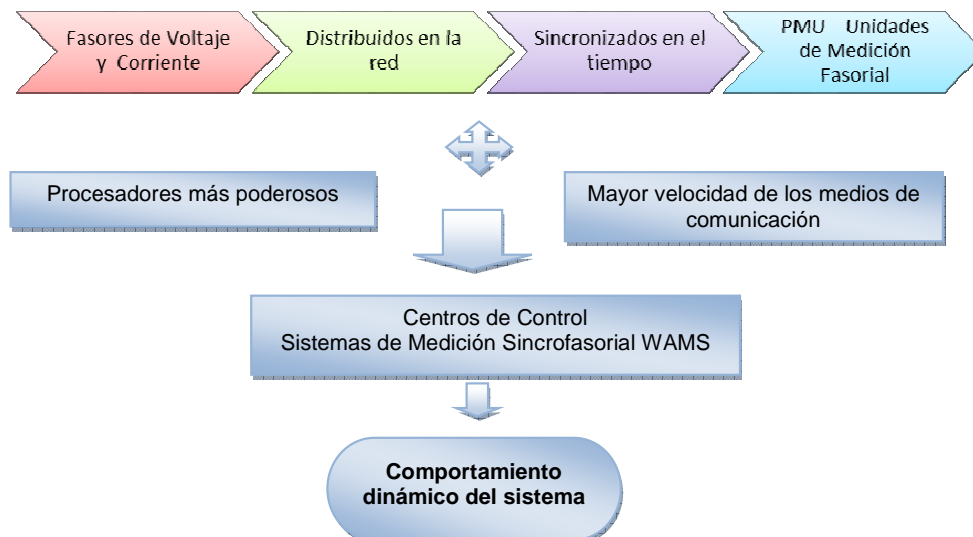 Fasores de Voltaje
y Corriente
Distribuidos en la
red
Sincronizados en el
tiempo
PMU Unidades
de Medición
Fasorial
Procesadores más poderosos
Mayor velocidad de los medios de
comunicación
Centros de Control
Sistemas de Medición Sincrofasorial WAMS
Comportamiento
dinámico del sistema